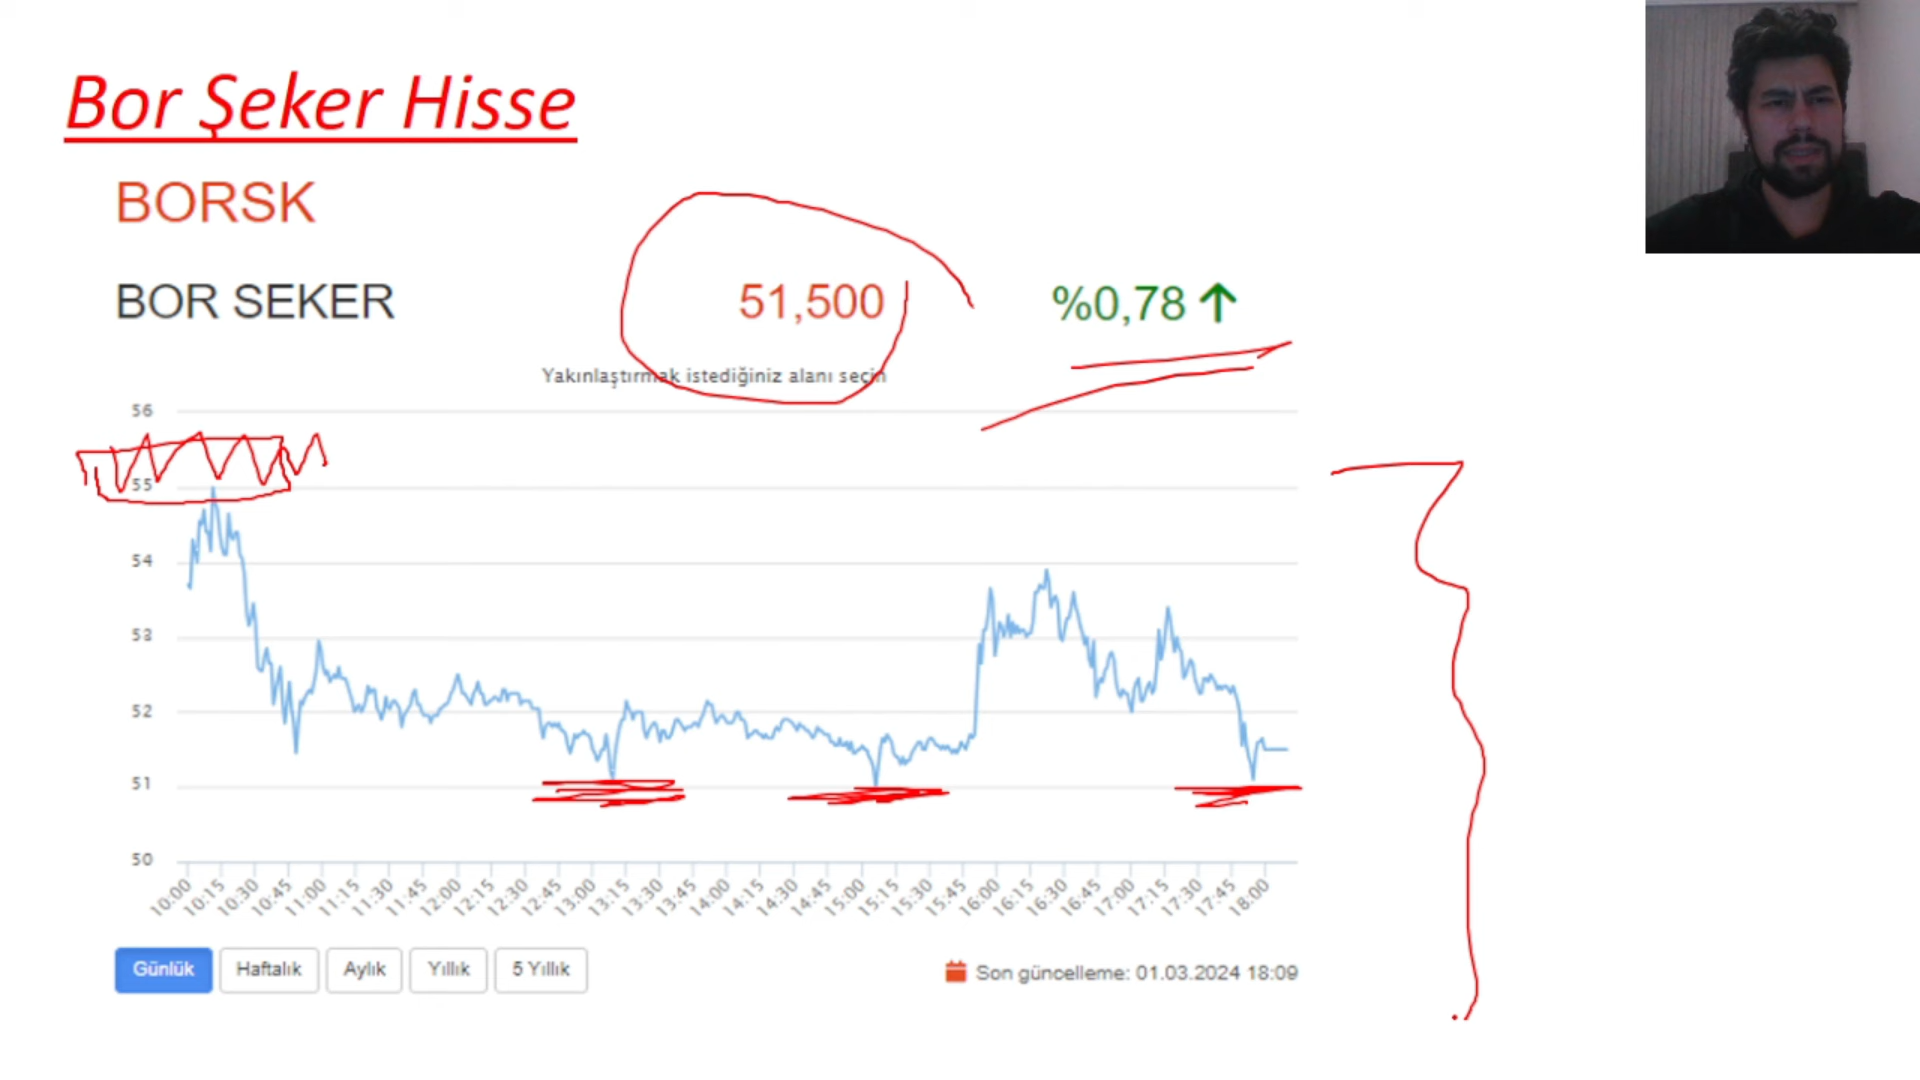 Bor Şeker Hisse
BORSK
BOR SEKER 51,500 %0,78
Yakınlaştırmak istediğiniz alanı seçin
56
55
54
53
52
51
50
10:00 10:15 10:30 10:45 11:00 11:15 11:30 11:45 12:00 12:15 12:30 12:45 13:00 13:15 13:30 13:45 14:00 14:15 14:30 14:45 15:00 15:15 15:30 15:45 16:00 16:15 16:30 16:45 17:00 17:15 17:30 17:45 18:00
Günlük Haftalık Aylık Yıllık 5 Yıllık Son güncelleme: 01.03.2024 18:09